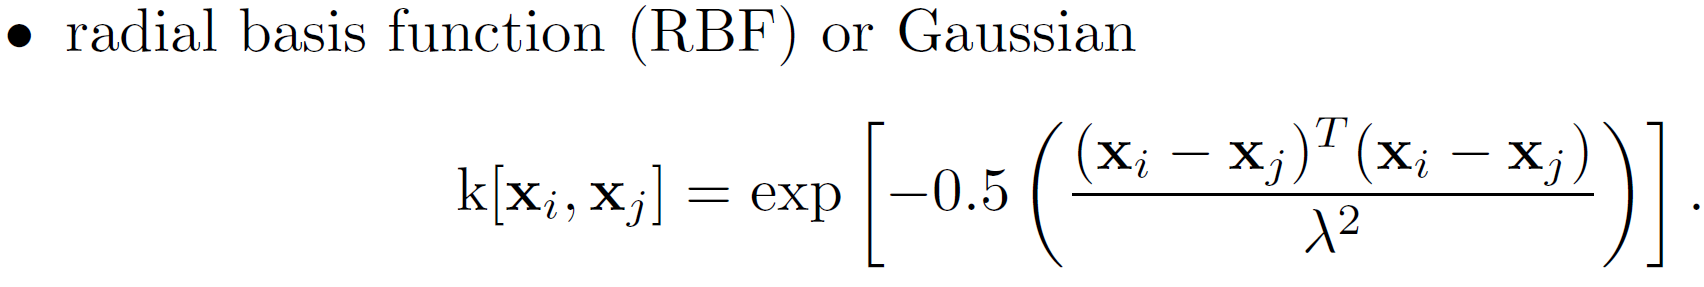 • radial basis function (RBF) or Gaussian
k[𝐱ᵢ, 𝐱ⱼ] = exp [−0.5 ((𝐱ᵢ − 𝐱ⱼ)ᵀ(𝐱ᵢ − 𝐱ⱼ) / λ²)].